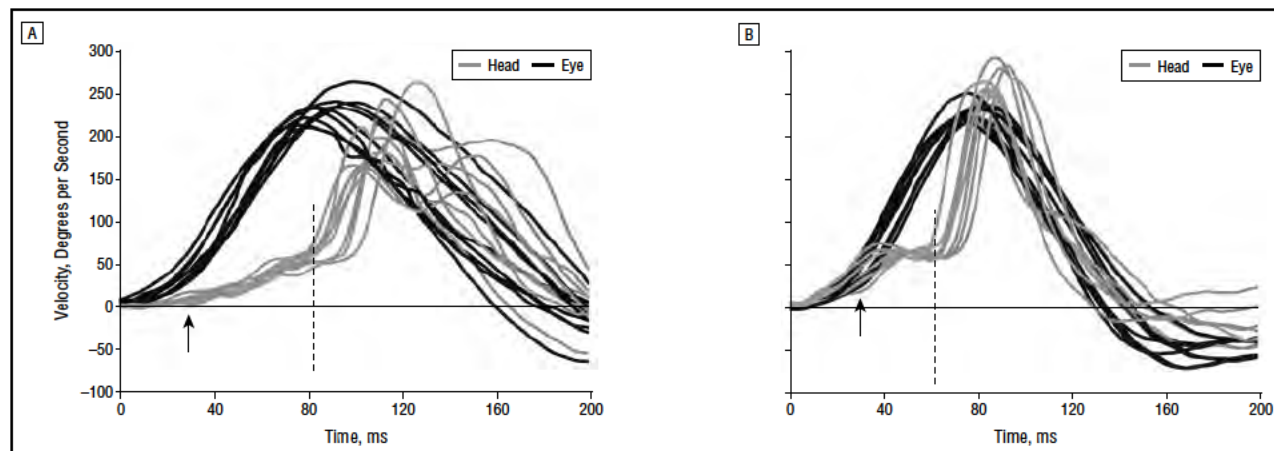 A
Head Eye
Velocity, Degrees per Second
300
250
200
150
100
50
0
−50
−100
0 40 80 120 160 200
Time, ms
B
Head Eye
0 40 80 120 160 200
Time, ms